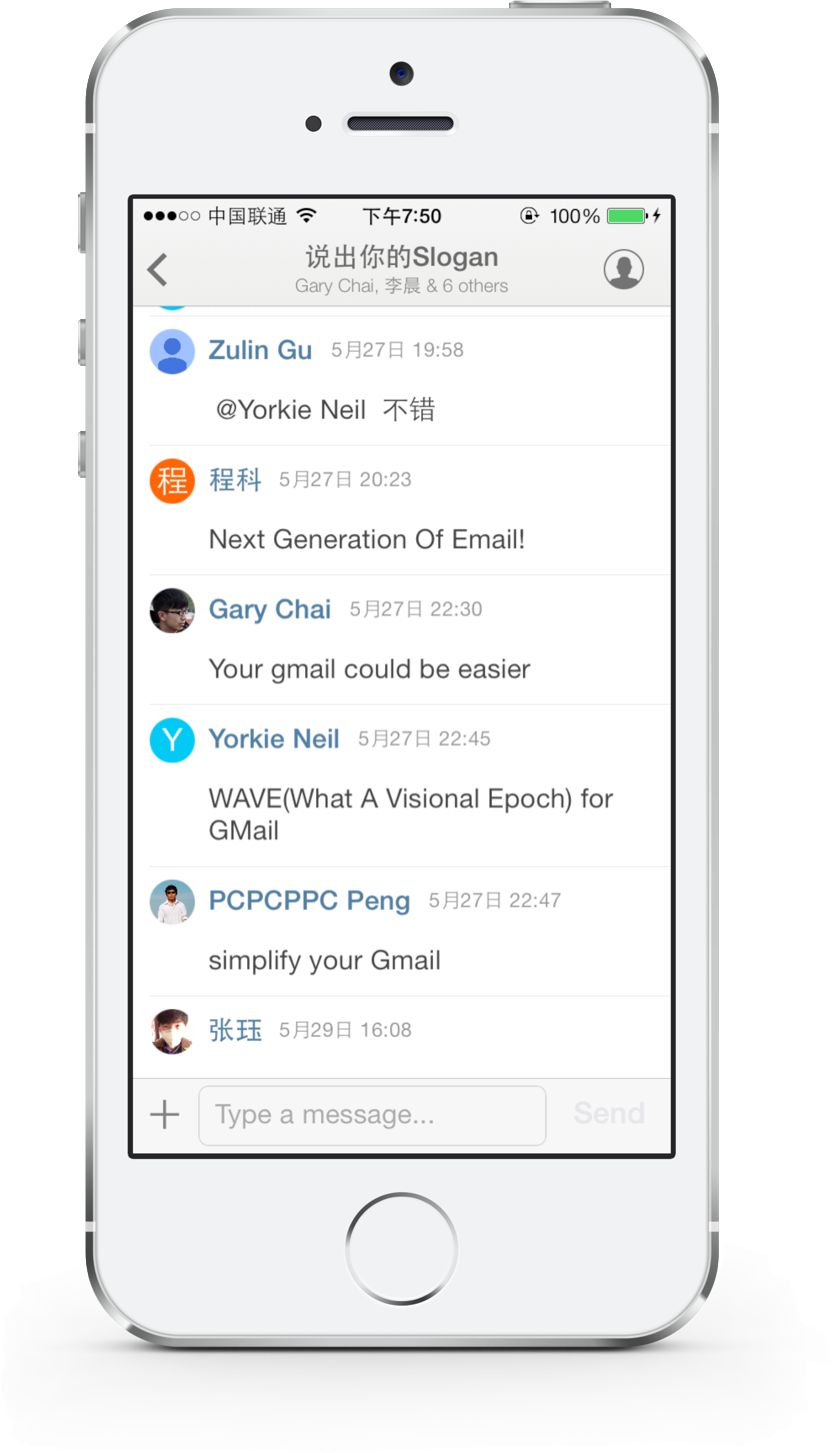 中国联通 下午7:50 100%
说出你的Slogan
Gary Chai, 李晨 & 6 others
Zulin Gu 5月27日 19:58
@Yorkie Neil 不错
程 程科 5月27日 20:23
Next Generation Of Email!
Gary Chai 5月27日 22:30
Your gmail could be easier
Y Yorkie Neil 5月27日 22:45
WAVE(What A Visional Epoch) for
GMail
PCPCPPC Peng 5月27日 22:47
simplify your Gmail
张珏 5月29日 16:08
Type a message... Send